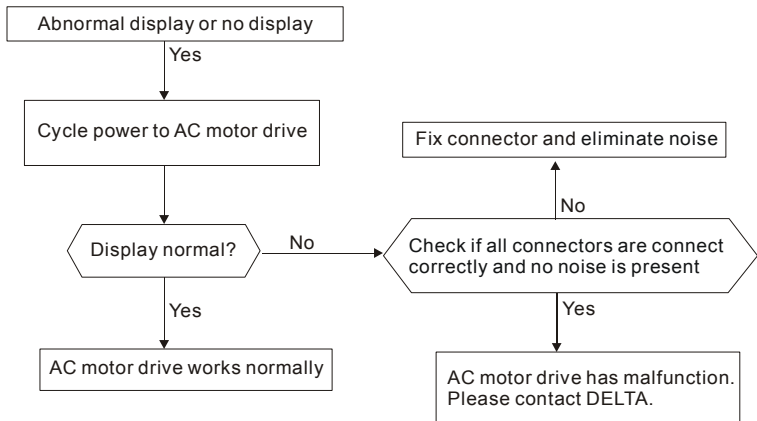 Abnormal display or no display
Yes
Cycle power to AC motor drive
Fix connector and eliminate noise
No
Display normal?
No
Check if all connectors are connect
correctly and no noise is present
Yes
Yes
AC motor drive works normally
AC motor drive has malfunction.
Please contact DELTA.